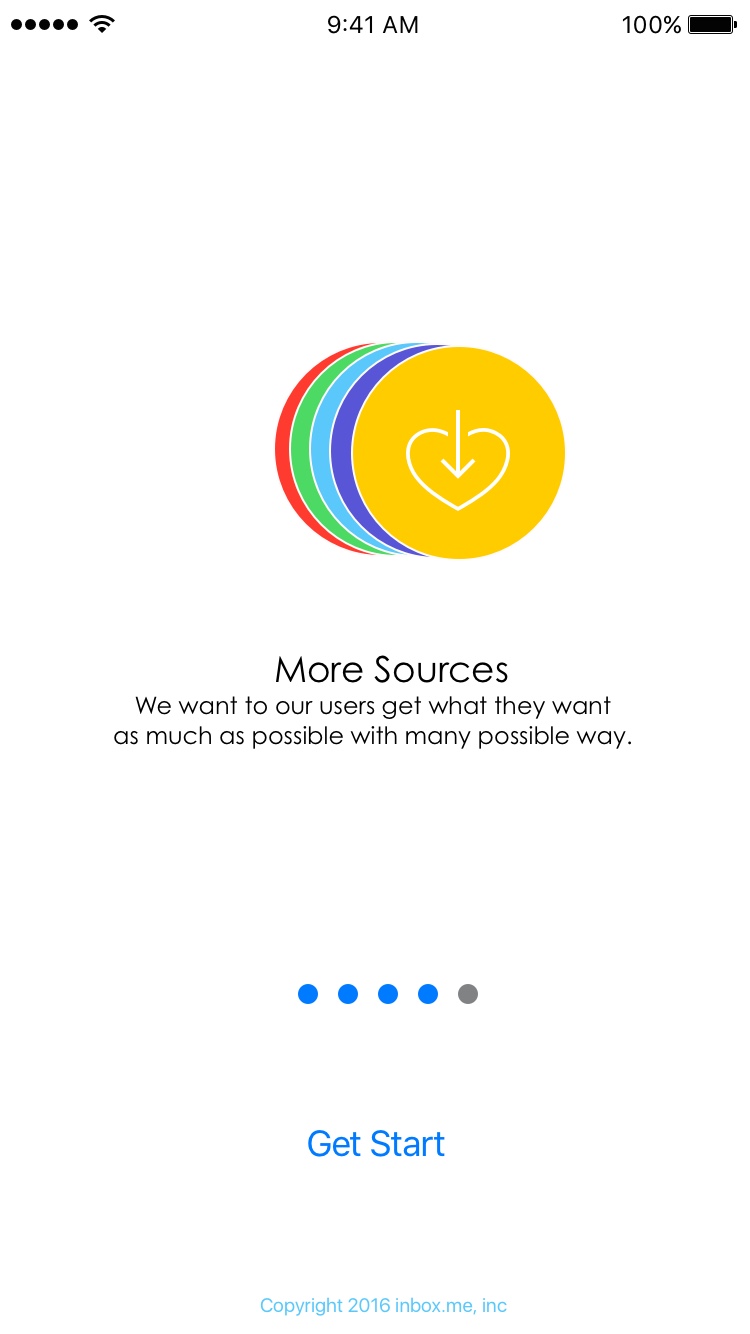 9:41 AM 100%
More Sources
We want to our users get what they want
as much as possible with many possible way.
Get Start
Copyright 2016 inbox.me, inc